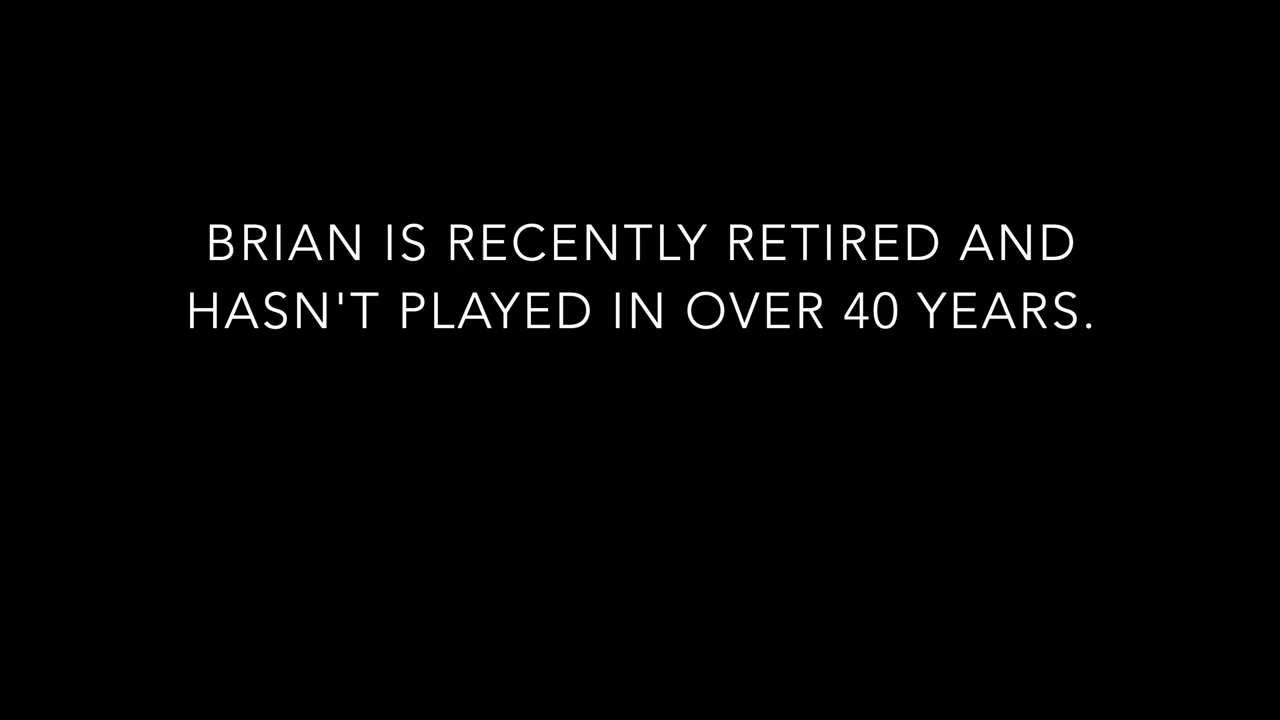 BRIAN IS RECENTLY RETIRED AND
HASN'T PLAYED IN OVER 40 YEARS.